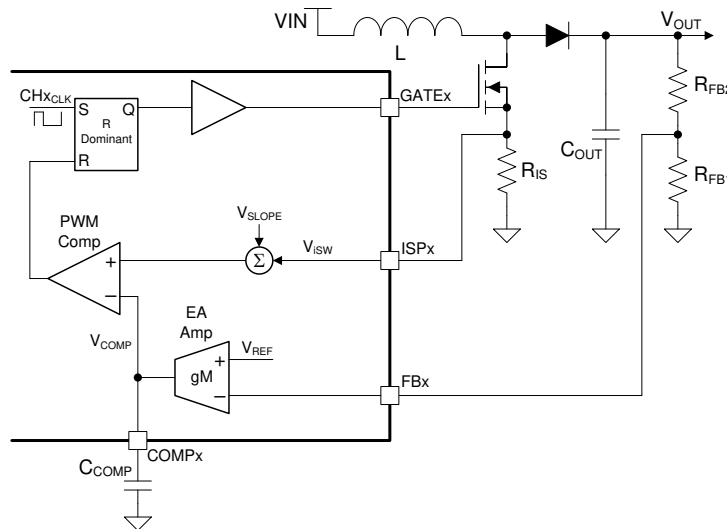 VIN
L
VOUT
CHxCLK
S
Q
R
Dominant
R
GATEx
RFB2
COUT
RIS
RFB1
PWM
Comp
+
−
VSLOPE
Σ
ViSW
ISPx
VCOMP
EA
Amp
gM
+
−
VREF
FBx
COMPx
CCOMP